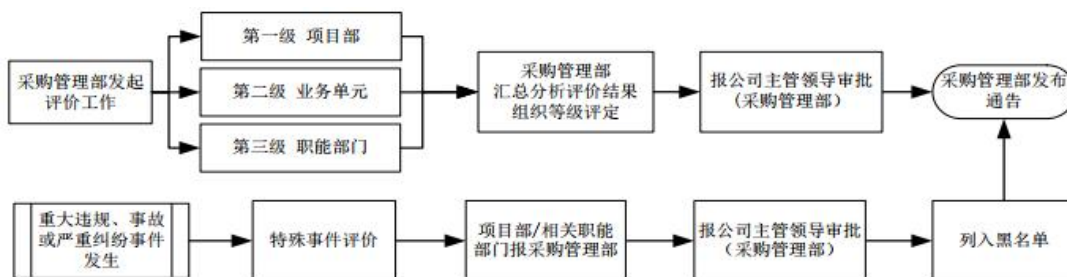 采购管理部发起
评价工作
第一级 项目部
第二级 业务单元
第三级 职能部门
采购管理部
汇总分析评价结果
组织等级评定
报公司主管领导审批
(采购管理部）
采购管理部发布
通告
重大违规、事故
或严重纠纷事件
发生
特殊事件评价
项目部/相关职能
部门报采购管理部
报公司主管领导审批
（采购管理部）
列入黑名单